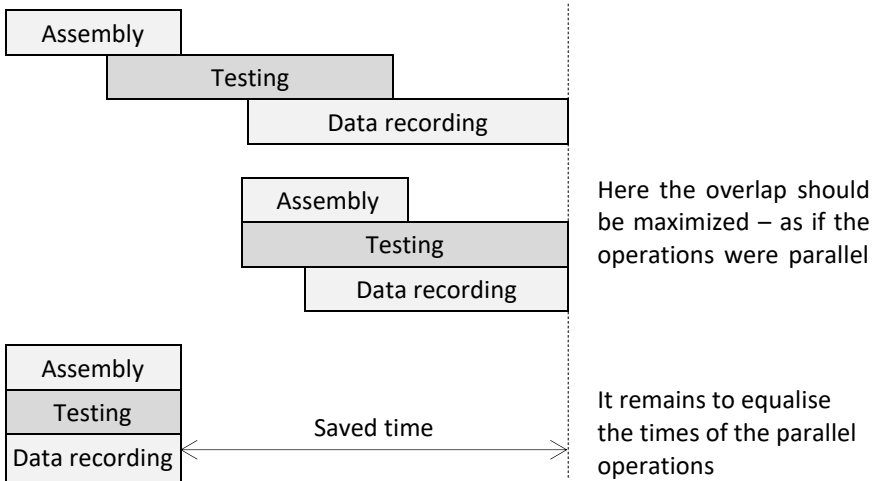 Assembly
Testing
Data recording
Assembly
Testing
Data recording
Here the overlap should
be maximized – as if the
operations were parallel
Assembly
Testing
Data recording
Saved time
It remains to equalise
the times of the parallel
operations